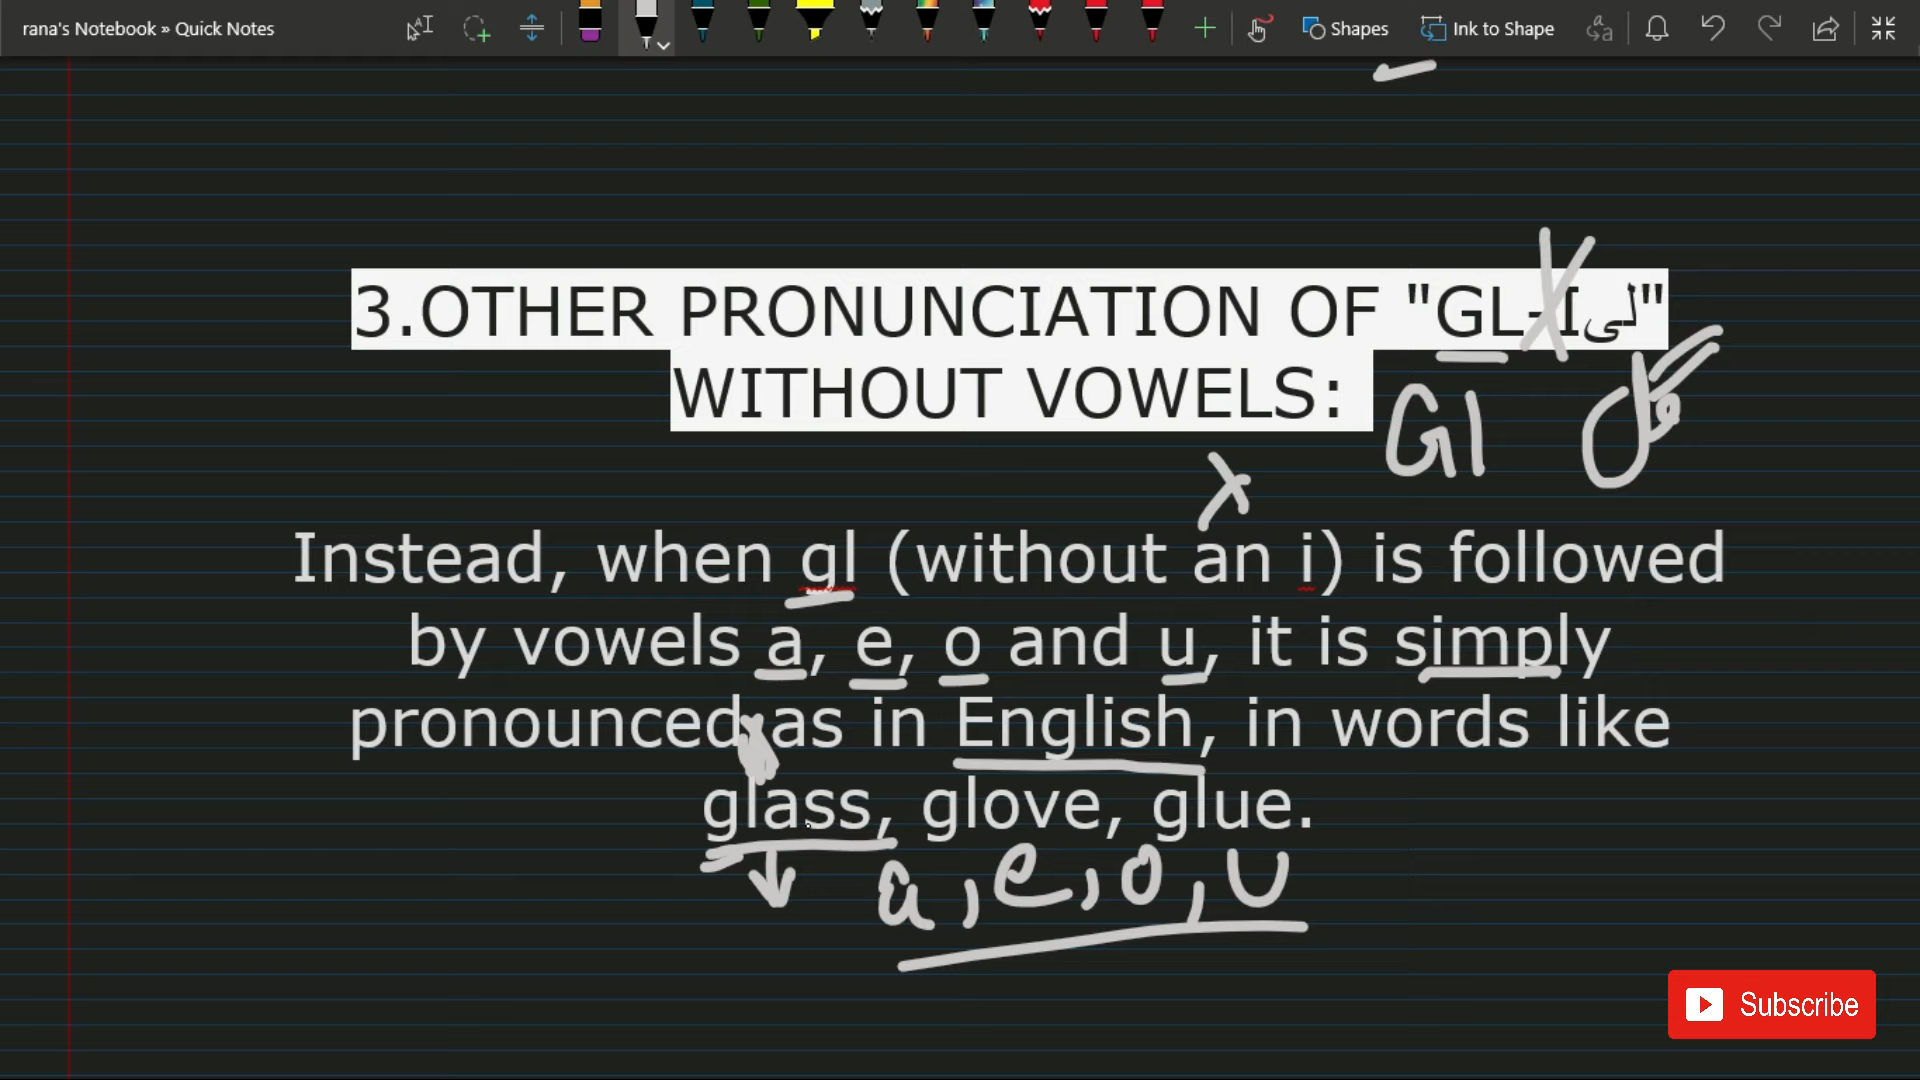 rana's Notebook » Quick Notes
Shapes
Ink to Shape
3.OTHER PRONUNCIATION OF "GL-Iلی"
WITHOUT VOWELS:
Gl
Instead, when gl (without an i) is followed
by vowels a, e, o and u, it is simply
pronounced as in English, in words like
glass, glove, glue.
a, e, o, u
Subscribe